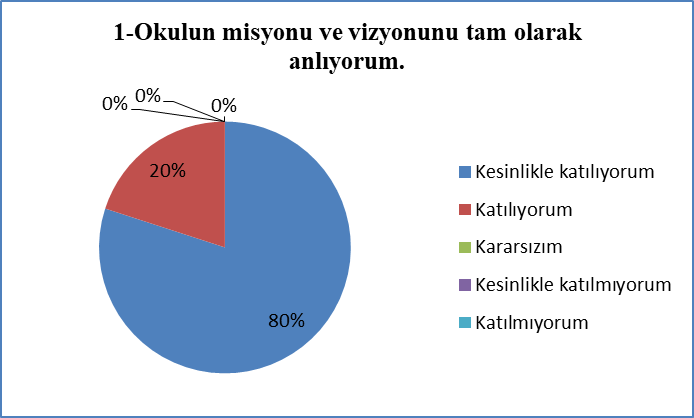 1-Okulun misyonu ve vizyonunu tam olarak
anlıyorum.
0%
0%
0%
20%
80%
Kesinlikle katılıyorum
Katılıyorum
Kararsızım
Kesinlikle katılmıyorum
Katılmıyorum